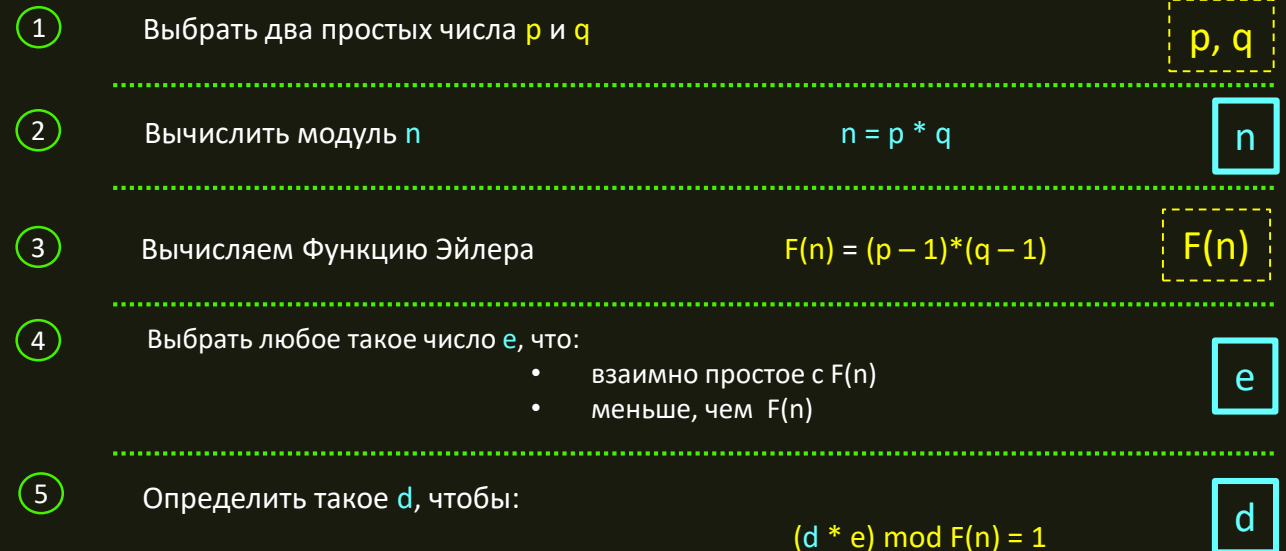 1 Выбрать два простых числа p и q p, q
2 Вычислить модуль n n = p * q n
3 Вычисляем Функцию Эйлера F(n) = (p – 1)*(q – 1) F(n)
4 Выбрать любое такое число e, что:
• взаимно простое с F(n) e
• меньше, чем F(n)
5 Определить такое d, чтобы: d
(d * e) mod F(n) = 1